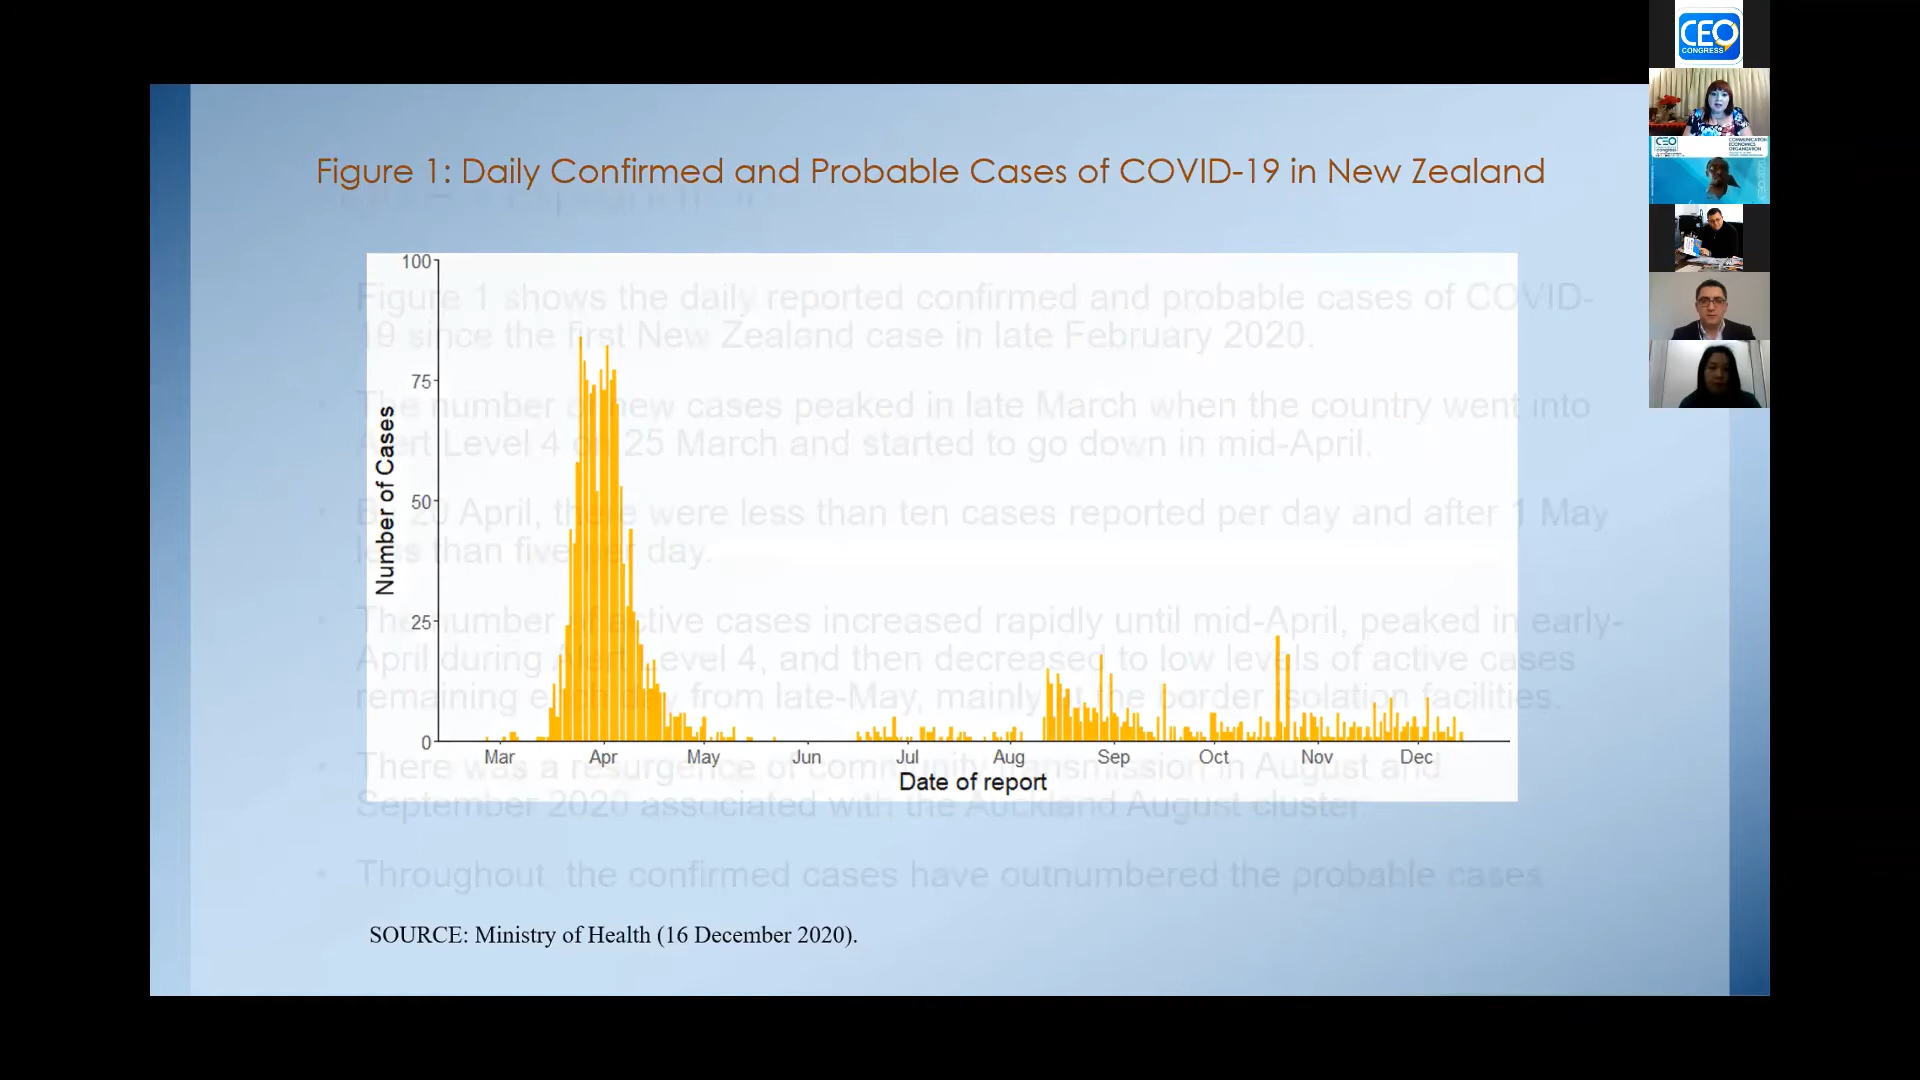 CEO
CONGRESS
Figure 1: Daily Confirmed and Probable Cases of COVID-19 in New Zealand
100
75
50
25
0
Number of Cases
Mar Apr May Jun Jul Aug Sep Oct Nov Dec
Date of report
Figure 1 shows the daily reported confirmed and probable cases of COVID-
19 since the first New Zealand case in late February 2020.
The number of new cases peaked in late March when the country went into
Alert Level 4 on 25 March and started to go down in mid-April.
By 20 April, there were less than ten cases reported per day and after 1 May
less than five per day.
The number of active cases increased rapidly until mid-April, peaked in early-
April during Alert Level 4, and then decreased to low levels of active cases
remaining each day from late-May, mainly at the border isolation facilities.
There was a resurgence of community transmission in August and
September 2020 associated with the Auckland August cluster.
Throughout the confirmed cases have outnumbered the probable cases
SOURCE: Ministry of Health (16 December 2020).
CEO
COMMUNICATION
ECONOMICS
ORGANIZATION